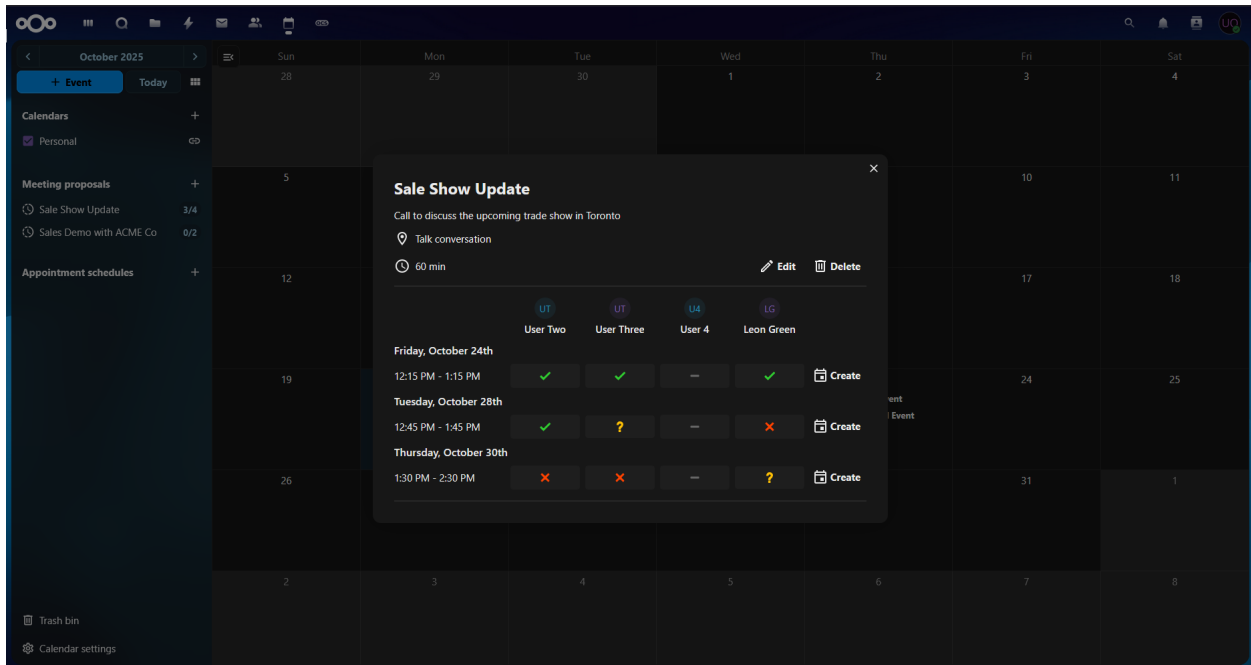 UO
October 2025
Sun Mon Tue Wed Thu Fri Sat
+ Event Today
28 29 30 1 2 3 4
Calendars
Personal
Meeting proposals
Sale Show Update 3/4
Sales Demo with ACME Co 0/2
Appointment schedules
5 10 11
12 17 18
19 24 25
vent
Event
26 31 1
2 3 4 5 6 7 8
Trash bin
Calendar settings
Sale Show Update
Call to discuss the upcoming trade show in Toronto
Talk conversation
60 min Edit Delete
UT UT U4 LG
User Two User Three User 4 Leon Green
Friday, October 24th
12:15 PM - 1:15 PM Create
Tuesday, October 28th
12:45 PM - 1:45 PM ? Create
Thursday, October 30th
1:30 PM - 2:30 PM ? Create